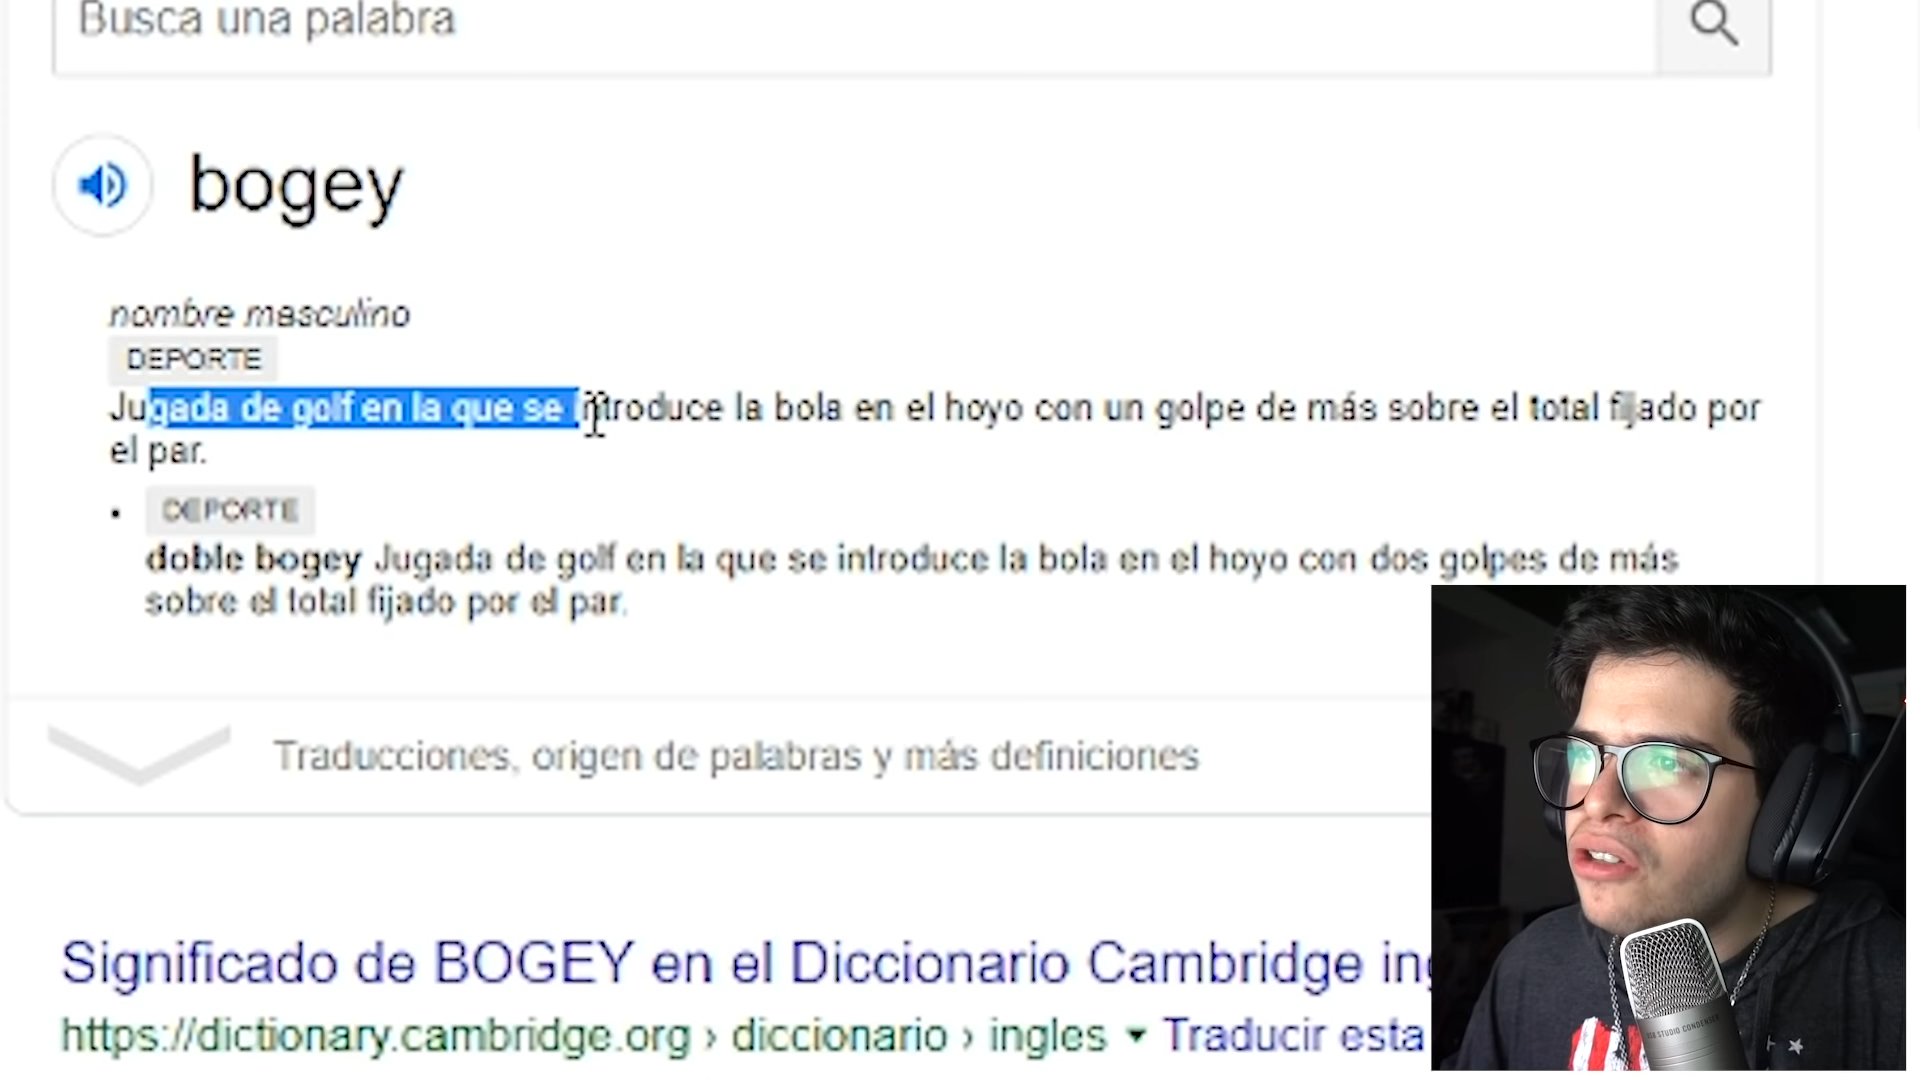 Busca una palabra
bogey
nombre masculino
DEPORTE
Jugada de golf en la que se introduce la bola en el hoyo con un golpe de más sobre el total fijado por
el par.
• DEPORTE
doble bogey Jugada de golf en la que se introduce la bola en el hoyo con dos golpes de más
sobre el total fijado por el par.
Traducciones, origen de palabras y más definiciones
Significado de BOGEY en el Diccionario Cambridge
https://dictionary.cambridge.org › diccionario › ingles ▾ Traducir esta
STUDIO CONDENSER